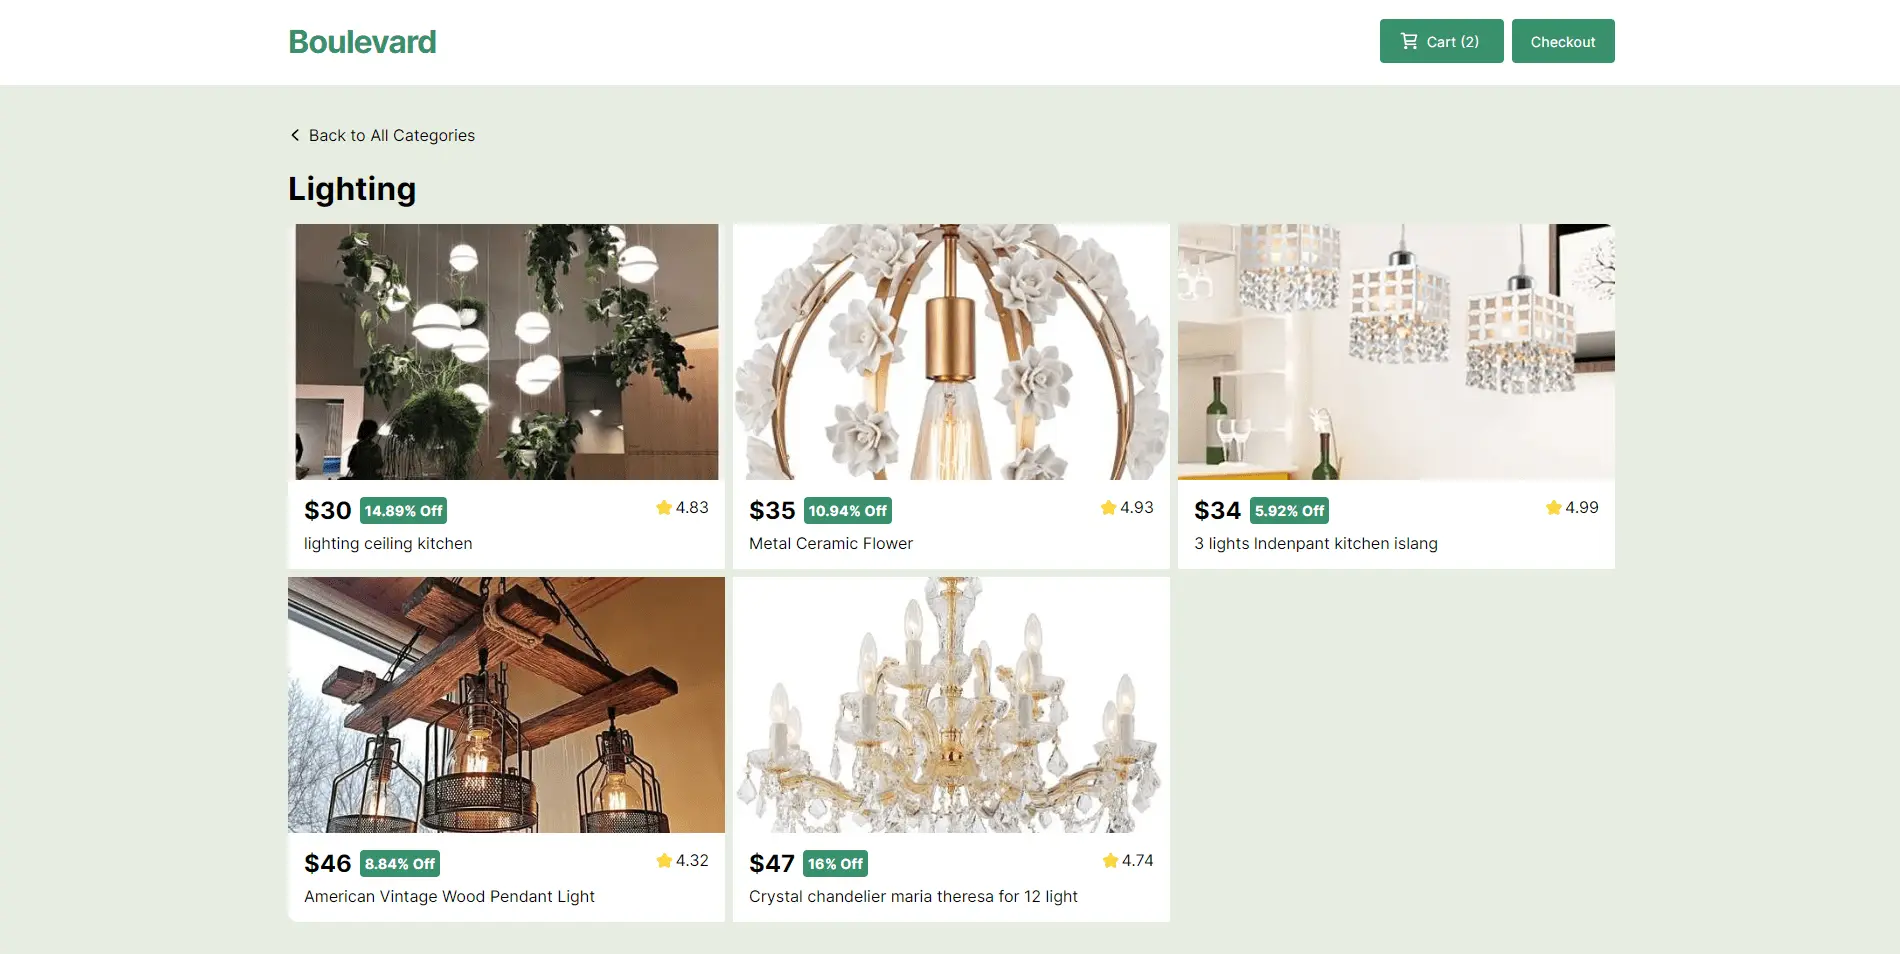 Boulevard
Cart (2)
Checkout
Back to All Categories
Lighting
$30 14.89% Off 4.83
lighting ceiling kitchen
$35 10.94% Off 4.93
Metal Ceramic Flower
$34 5.92% Off 4.99
3 lights lndenpant kitchen islang
$46 8.84% Off 4.32
American Vintage Wood Pendant Light
$47 16% Off 4.74
Crystal chandelier maria theresa for 12 light